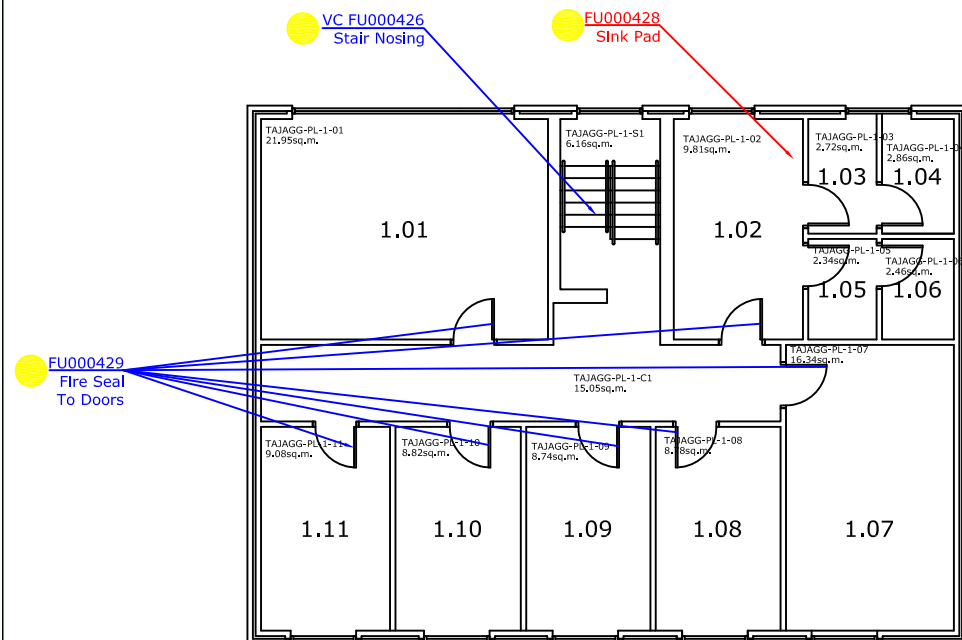 VC FU000426
Stair Nosing
FU000428
Sink Pad
TAJAGG-PL-1-01
21.95sq.m.
1.01
TAJAGG-PL-1-S1
6.16sq.m.
TAJAGG-PL-1-02
9.81sq.m.
1.02
TAJAGG-PL-1-03
2.72sq.m.
1.03
2.86sq.m.
1.04
TAJAGG-PL-1-05
2.34sq.m.
1.05
2.46sq.m.
1.06
FU000429
Fire Seal
To Doors
TAJAGG-PL-1-C1
15.05sq.m.
TAJAGG-PL-1-07
16.34sq.m.
1.07
TAJAGG-PL-1-11
9.08sq.m.
1.11
TAJAGG-PL-1-10
8.82sq.m.
1.10
TAJAGG-PL-1-09
8.74sq.m.
1.09
TAJAGG-PL-1-08
1.08